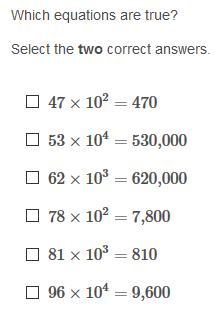 Which equations are true?
Select the two correct answers.
47 × 10² = 470
53 × 10⁴ = 530,000
62 × 10³ = 620,000
78 × 10² = 7,800
81 × 10³ = 810
96 × 10⁴ = 9,600